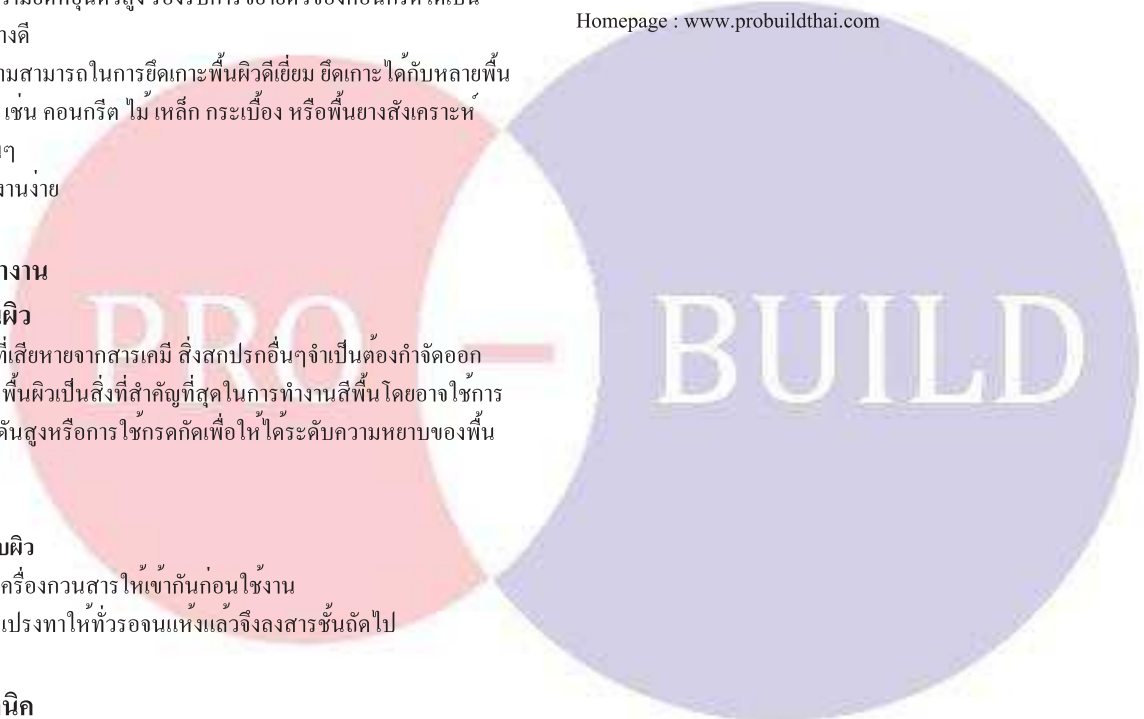 ยืดหยุ่นตัวสูง รองรับการขยายตัวของคอนกรีตได้เป็น
างดี
ามสามารถในการยึดเกาะพื้นผิวดีเยี่ยม ยึดเกาะได้กับหลายพื้น
เช่น คอนกรีต ไม้ เหล็ก กระเบื้อง หรือพื้นยางสังเคราะห์
นๆ
งานง่าย
างาน
นผิว
ที่เสียหายจากสารเคมี สิ่งสกปรกอื่นๆจำเป็นต้องกำจัดออก
พื้นผิวเป็นสิ่งที่สำคัญที่สุดในการทำงานสีพื้นโดยอาจใช้การ
ดันสูงหรือการใช้กรดกัดเพื่อให้ได้ระดับความหยาบของพื้น
บผิว
ครื่องกวนสารให้เข้ากันก่อนใช้งาน
แปรงทาให้ทั่วรอจนแห้งแล้วจึงลงสารชั้นถัดไป
นิค
Homepage : www.probuildthai.com
PRO - BUILD